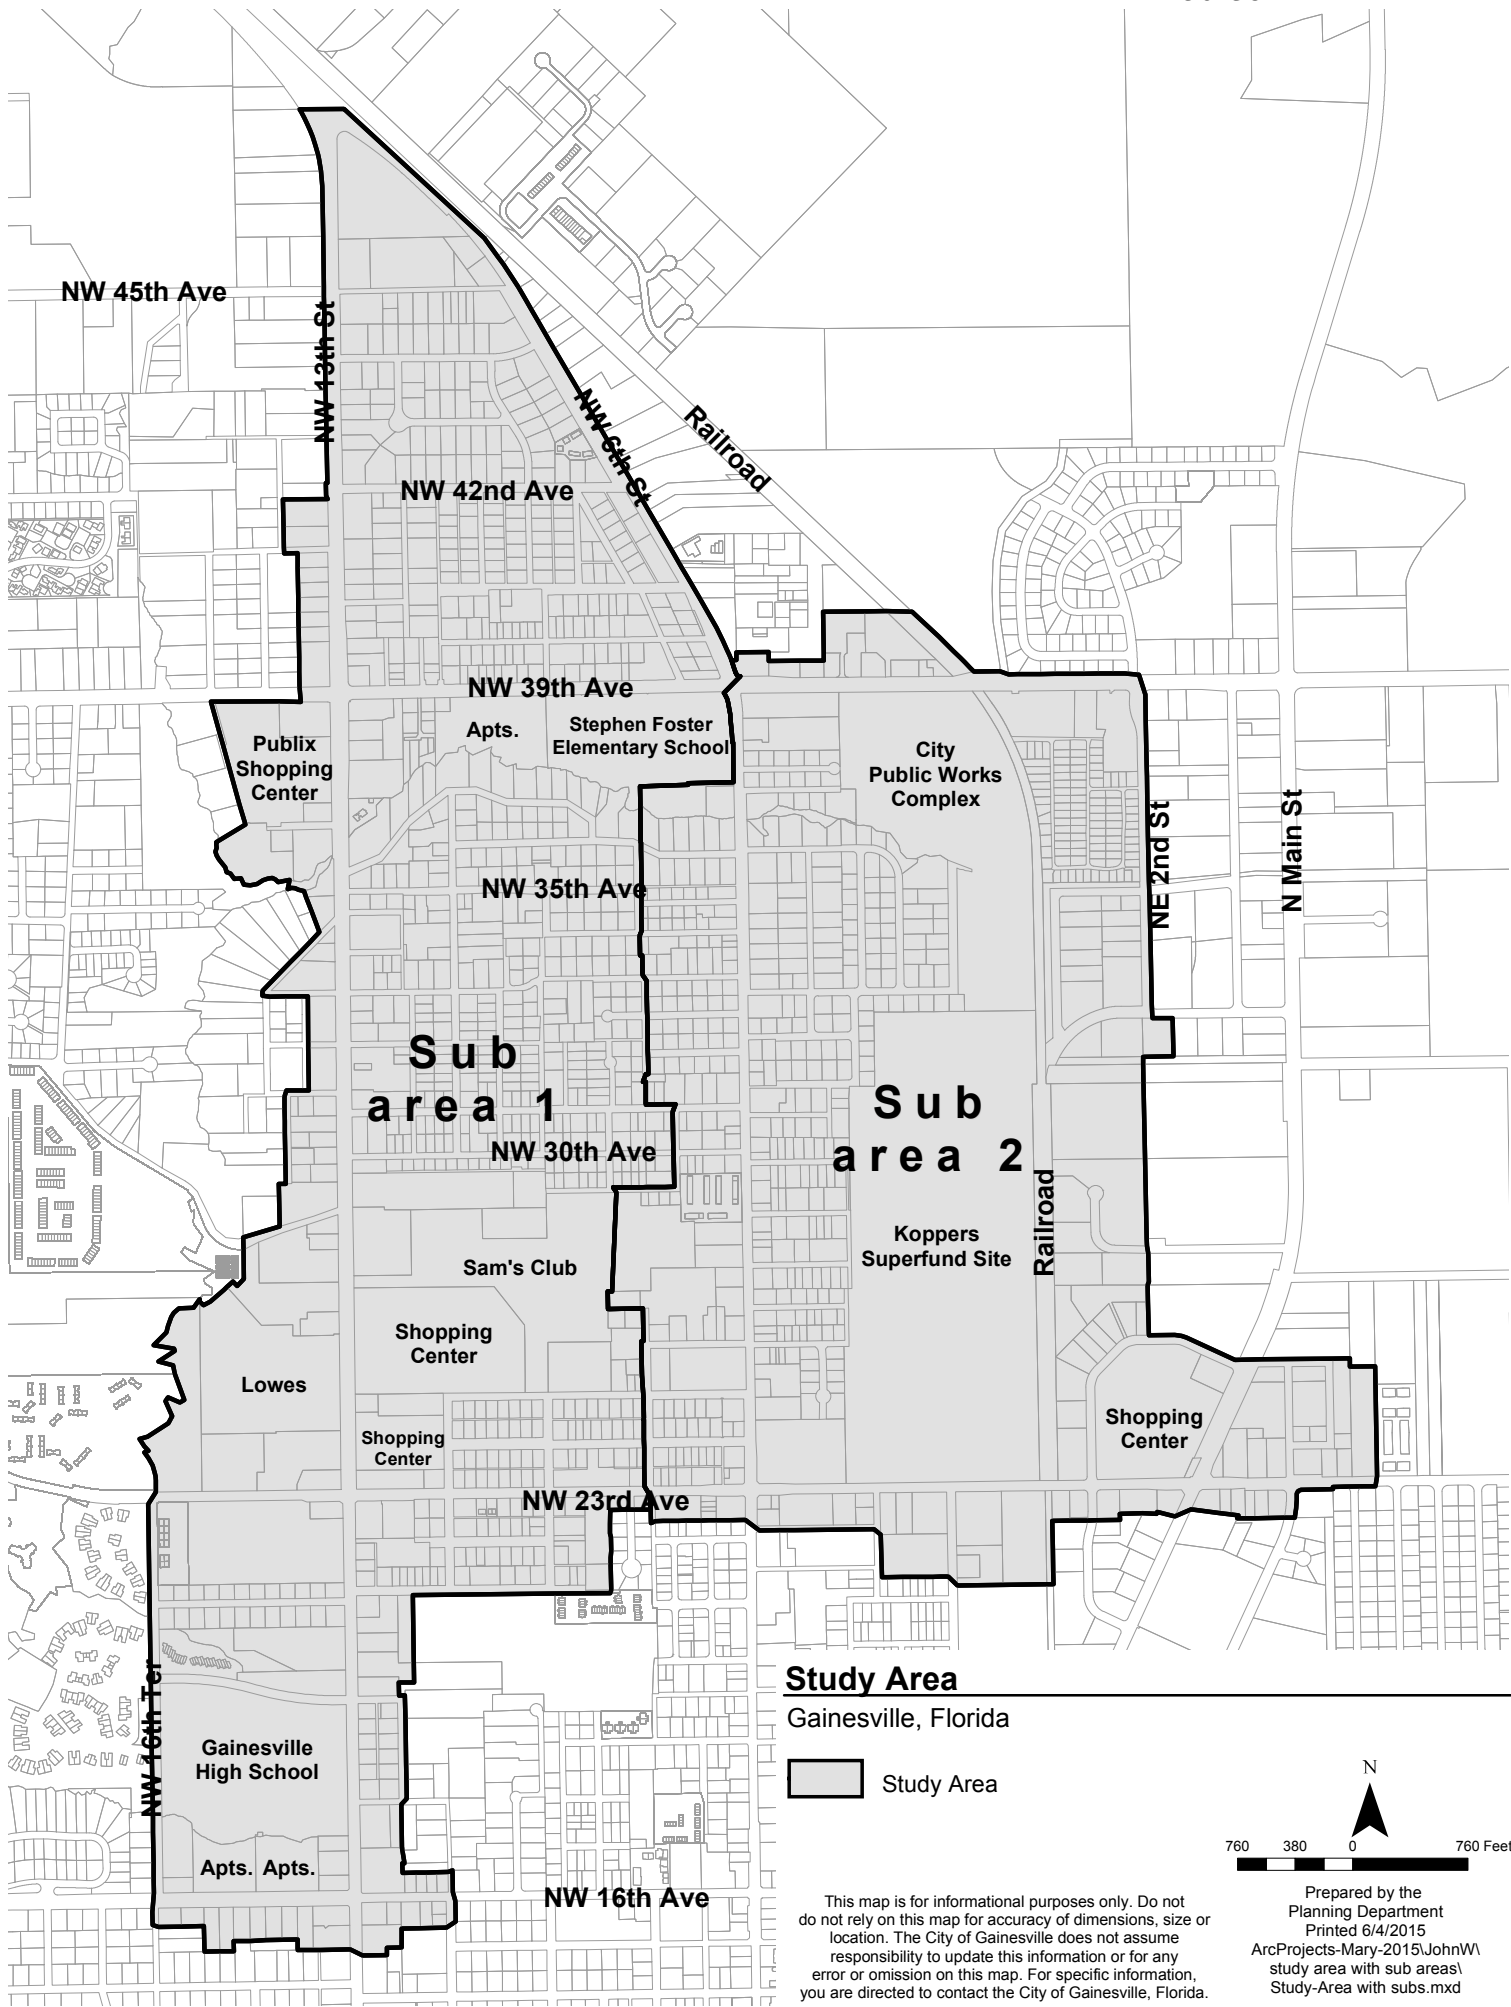 NW 45th Ave
NW 13th St
NW 6th St
Railroad
NW 42nd Ave
NW 39th Ave
Apts.
Stephen Foster
Elementary School
Publix
Shopping
Center
City
Public Works
Complex
NE 2nd St
N Main St
NW 35th Ave
Sub
area 1
Sub
area 2
NW 30th Ave
Railroad
Koppers
Superfund Site
Sam's Club
Shopping
Center
Lowes
Shopping
Center
Shopping
Center
NW 23rd Ave
NW 16th Ter
Gainesville
High School
Apts. Apts.
NW 16th Ave
Study Area
Gainesville, Florida
Study Area
N
760 380 0 760 Feet
This map is for informational purposes only. Do not
do not rely on this map for accuracy of dimensions, size or
location. The City of Gainesville does not assume
responsibility to update this information or for any
error or omission on this map. For specific information,
you are directed to contact the City of Gainesville, Florida.
Prepared by the
Planning Department
Printed 6/4/2015
ArcProjects-Mary-2015\JohnW\
study area with sub areas\
Study-Area with subs.mxd